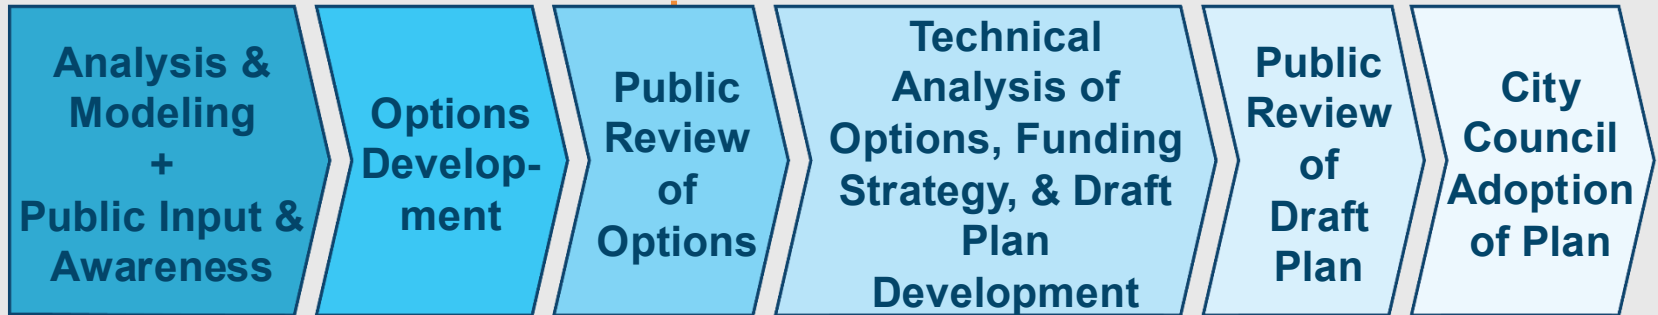 Analysis &
Modeling
+
Public Input &
Awareness
Options
Develop-
ment
Public
Review
of
Options
Technical
Analysis of
Options, Funding
Strategy, & Draft
Plan
Development
Public
Review
of
Draft
Plan
City
Council
Adoption
of Plan